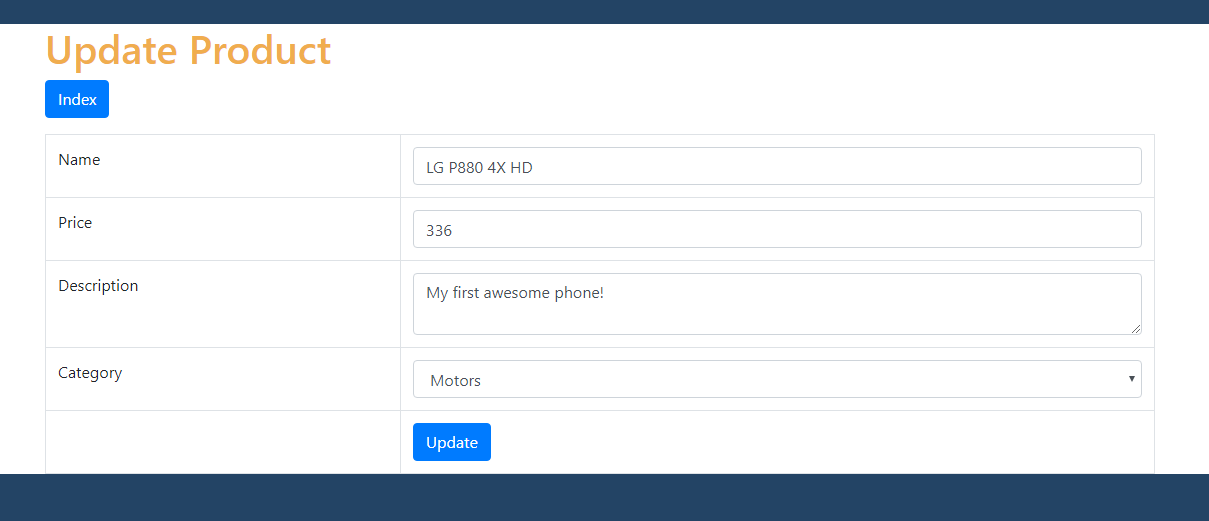 Update Product
Index
Name
LG P880 4X HD
Price
336
Description
My first awesome phone!
Category
Motors
Update